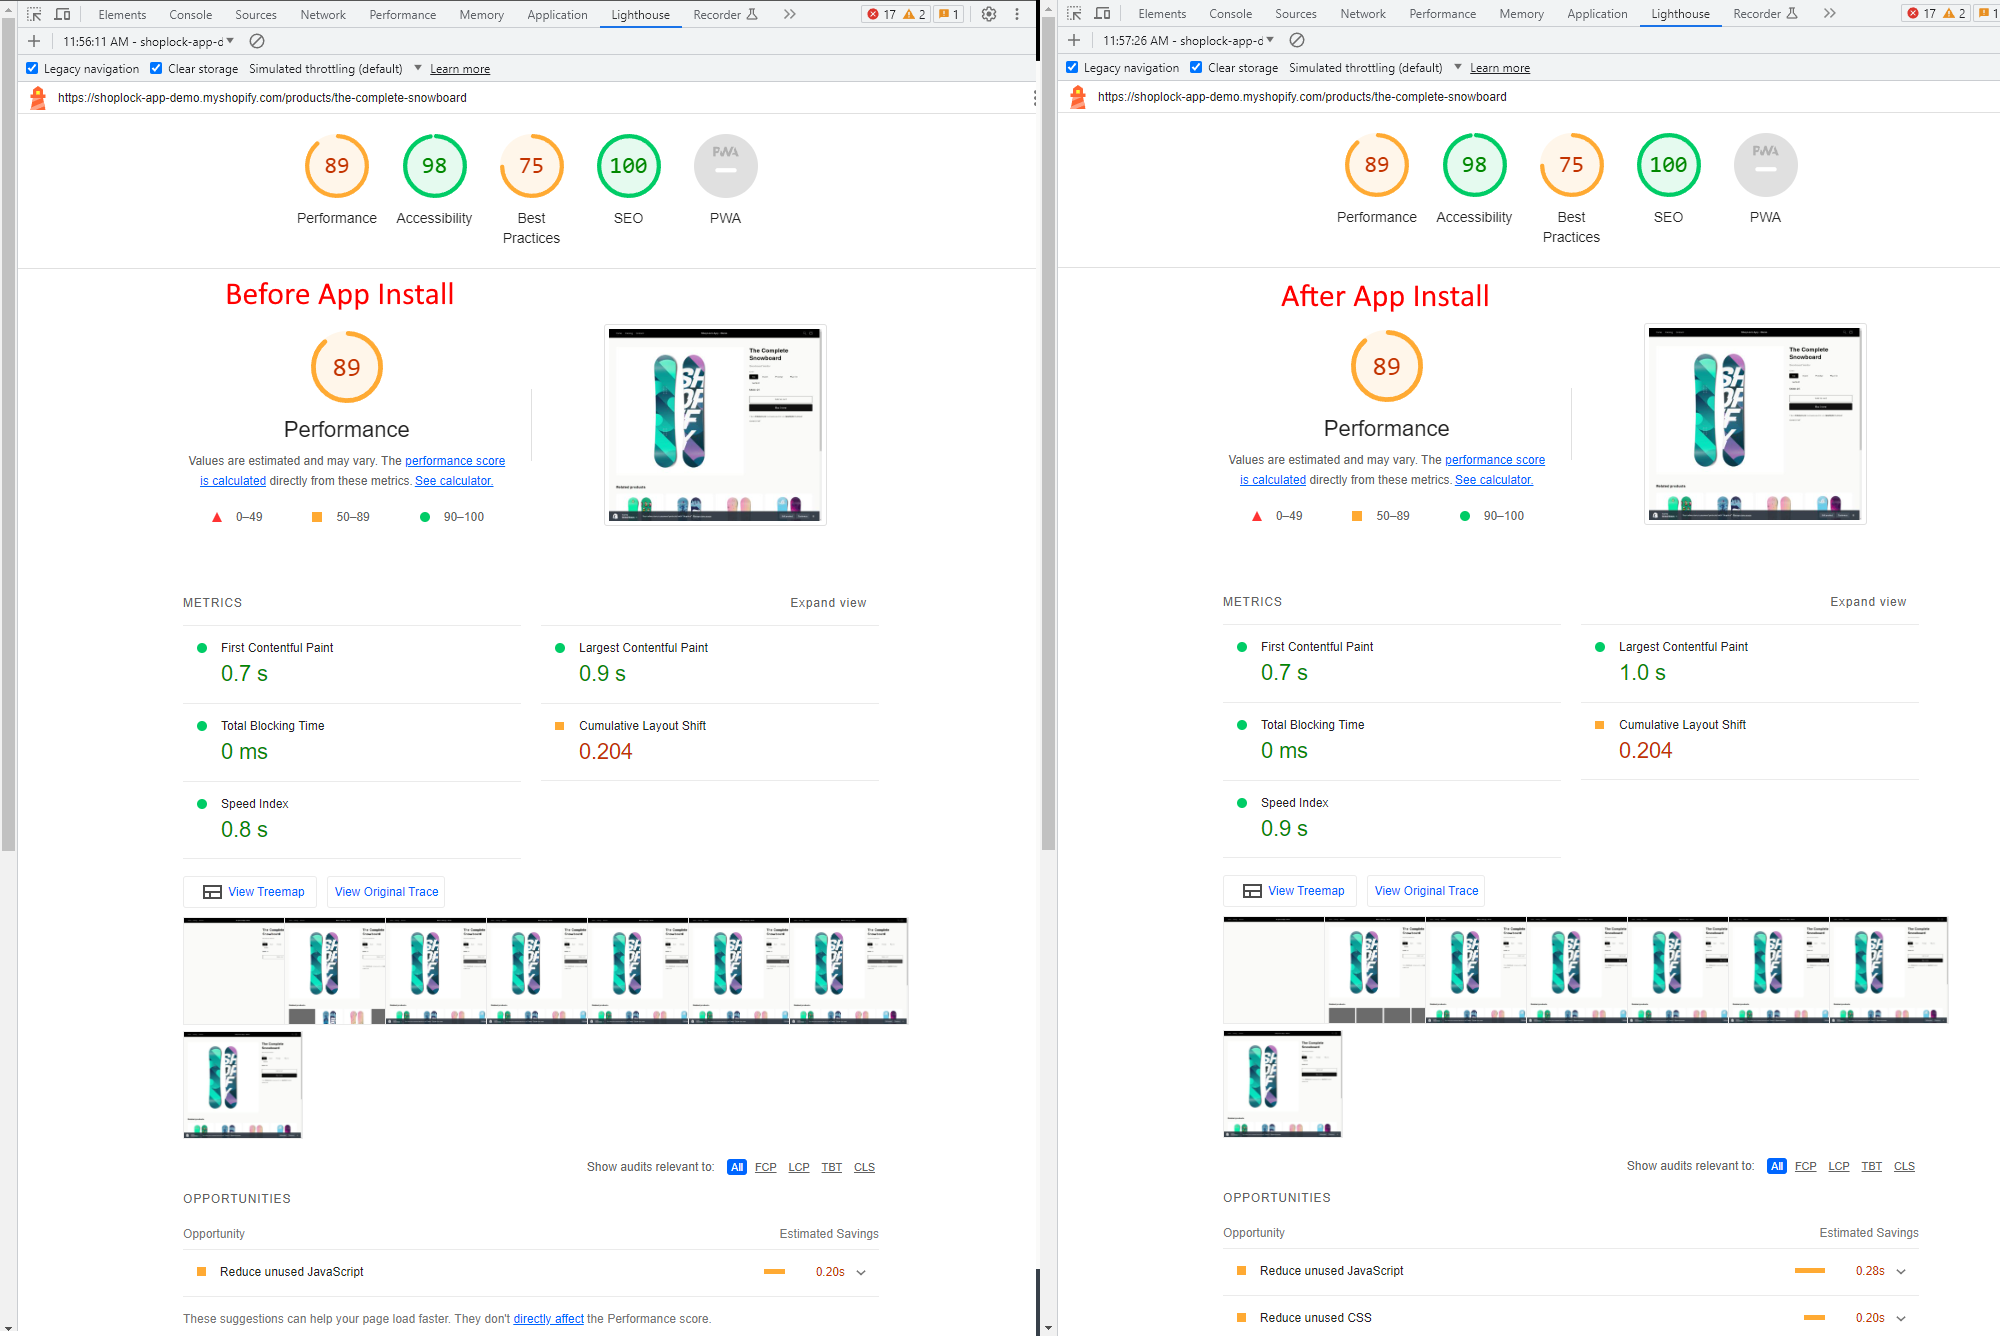 Elements Console Sources Network Performance Memory Application Lighthouse Recorder 17 2 1
11:56:11 AM - shoplock-app-d
Legacy navigation Clear storage Simulated throttling (default) Learn more
https://shoplock-app-demo.myshopify.com/products/the-complete-snowboard
89 98 75 100 PWA
Performance Accessibility Best Practices SEO PWA
Before App Install
89
Performance
Values are estimated and may vary. The performance score
is calculated directly from these metrics. See calculator.
0–49 50–89 90–100
The Complete
Snowboard
Related products
METRICS Expand view
First Contentful Paint
0.7 s
Largest Contentful Paint
0.9 s
Total Blocking Time
0 ms
Cumulative Layout Shift
0.204
Speed Index
0.8 s
View Treemap View Original Trace
Show audits relevant to: All FCP LCP TBT CLS
OPPORTUNITIES
Opportunity Estimated Savings
Reduce unused JavaScript 0.20s
These suggestions can help your page load faster. They don't directly affect the Performance score.
Elements Console Sources Network Performance Memory Application Lighthouse Recorder 17 2 1
11:57:26 AM - shoplock-app-d
Legacy navigation Clear storage Simulated throttling (default) Learn more
https://shoplock-app-demo.myshopify.com/products/the-complete-snowboard
89 98 75 100 PWA
Performance Accessibility Best Practices SEO PWA
After App Install
89
Performance
Values are estimated and may vary. The performance score
is calculated directly from these metrics. See calculator.
0–49 50–89 90–100
The Complete
Snowboard
Related products
METRICS Expand view
First Contentful Paint
0.7 s
Largest Contentful Paint
1.0 s
Total Blocking Time
0 ms
Cumulative Layout Shift
0.204
Speed Index
0.9 s
View Treemap View Original Trace
Show audits relevant to: All FCP LCP TBT CLS
OPPORTUNITIES
Opportunity Estimated Savings
Reduce unused JavaScript 0.28s
Reduce unused CSS 0.20s